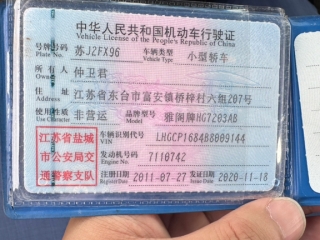 中华人民共和国机动车行驶证
Vehicle License of the People's Republic of China
号牌号码 苏J2FX96 车辆类型 小型轿车
Plate No. Vehicle Type
所有人 仲卫君
Owner
住址 江苏省东台市富安镇桥梓村六组207号
Address
使用性质 非营运 品牌型号 雅阁牌HG7203AB
Use Character Model
江苏省盐城 车辆识别代号 LHGCP1684B8009144
市公安局交 VIN
发动机号码 7110742
通警察支队 Engine No.
注册日期 2011-07-27 发证日期 2020-11-18
Register Date Issue Date